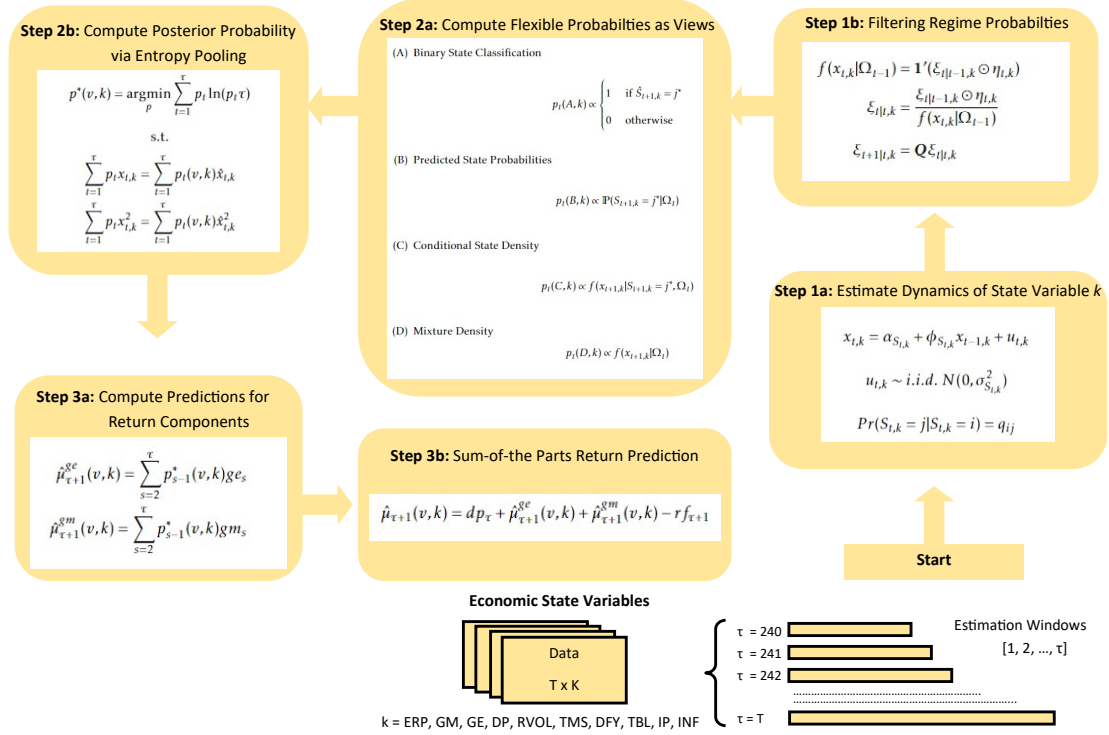 Step 2b: Compute Posterior Probability
via Entropy Pooling
p*(v,k) = argmin_p ∑_{t=1}^{τ} p_t ln(p_t τ)
s.t.
∑_{t=1}^{τ} p_t x_{t,k} = ∑_{t=1}^{τ} p_t(v,k) x̂_{t,k}
∑_{t=1}^{τ} p_t x²_{t,k} = ∑_{t=1}^{τ} p_t(v,k) x̂²_{t,k}
Step 2a: Compute Flexible Probabilties as Views
(A) Binary State Classification
p_t(A,k) ∝ { 1 if Ŝ_{t+1,k} = j*
0 otherwise
(B) Predicted State Probabilities
p_t(B,k) ∝ ℙ(S_{t+1,k} = j*|Ω_t)
(C) Conditional State Density
p_t(C,k) ∝ f(x_{t+1,k}|S_{t+1,k} = j*, Ω_t)
(D) Mixture Density
p_t(D,k) ∝ f(x_{t+1,k}|Ω_t)
Step 1b: Filtering Regime Probabilties
f(x_{t,k}|Ω_{t−1}) = 1′(ξ_{t|t−1,k} ⊙ η_{t,k})
ξ_{t|t,k} = (ξ_{t|t−1,k} ⊙ η_{t,k}) / f(x_{t,k}|Ω_{t−1})
ξ_{t+1|t,k} = Qξ_{t|t,k}
Step 1a: Estimate Dynamics of State Variable k
x_{t,k} = α_{S_{t,k}} + ϕ_{S_{t,k}} x_{t−1,k} + u_{t,k}
u_{t,k} ~ i.i.d. N(0, σ²_{S_{t,k}})
Pr(S_{t,k} = j|S_{t,k} = i) = q_{ij}
Step 3a: Compute Predictions for
Return Components
μ̂^{ge}_{τ+1}(v,k) = ∑_{s=2}^{τ} p*_{s−1}(v,k) ge_s
μ̂^{gm}_{τ+1}(v,k) = ∑_{s=2}^{τ} p*_{s−1}(v,k) gm_s
Step 3b: Sum-of-the Parts Return Prediction
μ̂_{τ+1}(v,k) = dp_τ + μ̂^{ge}_{τ+1}(v,k) + μ̂^{gm}_{τ+1}(v,k) − rf_{τ+1}
Start
Economic State Variables
Data
T x K
k = ERP, GM, GE, DP, RVOL, TMS, DFY, TBL, IP, INF
τ = 240
τ = 241
τ = 242
τ = T
Estimation Windows
[1, 2, ..., τ]